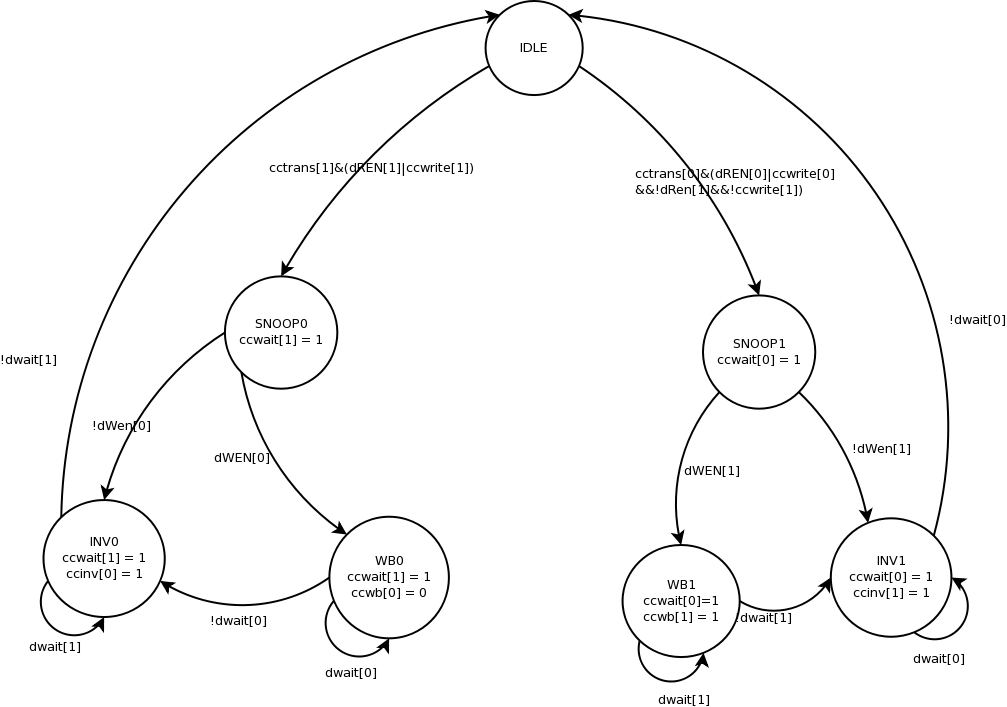 IDLE
cctrans[1]&(dREN[1]|ccwrite[1])
cctrans[0]&(dREN[0]|ccwrite[0]
&&!dRen[1]&&!ccwrite[1])
SNOOP0
ccwait[1] = 1
SNOOP1
ccwait[0] = 1
!dwait[0]
!dwait[1]
!dWen[0]
dWEN[0]
dWEN[1]
!dWen[1]
INV0
ccwait[1] = 1
ccinv[0] = 1
WB0
ccwait[1] = 1
ccwb[0] = 0
WB1
ccwait[0]=1
ccwb[1] = 1
INV1
ccwait[0] = 1
ccinv[1] = 1
!dwait[0]
!dwait[1]
dwait[1]
dwait[0]
dwait[1]
dwait[0]